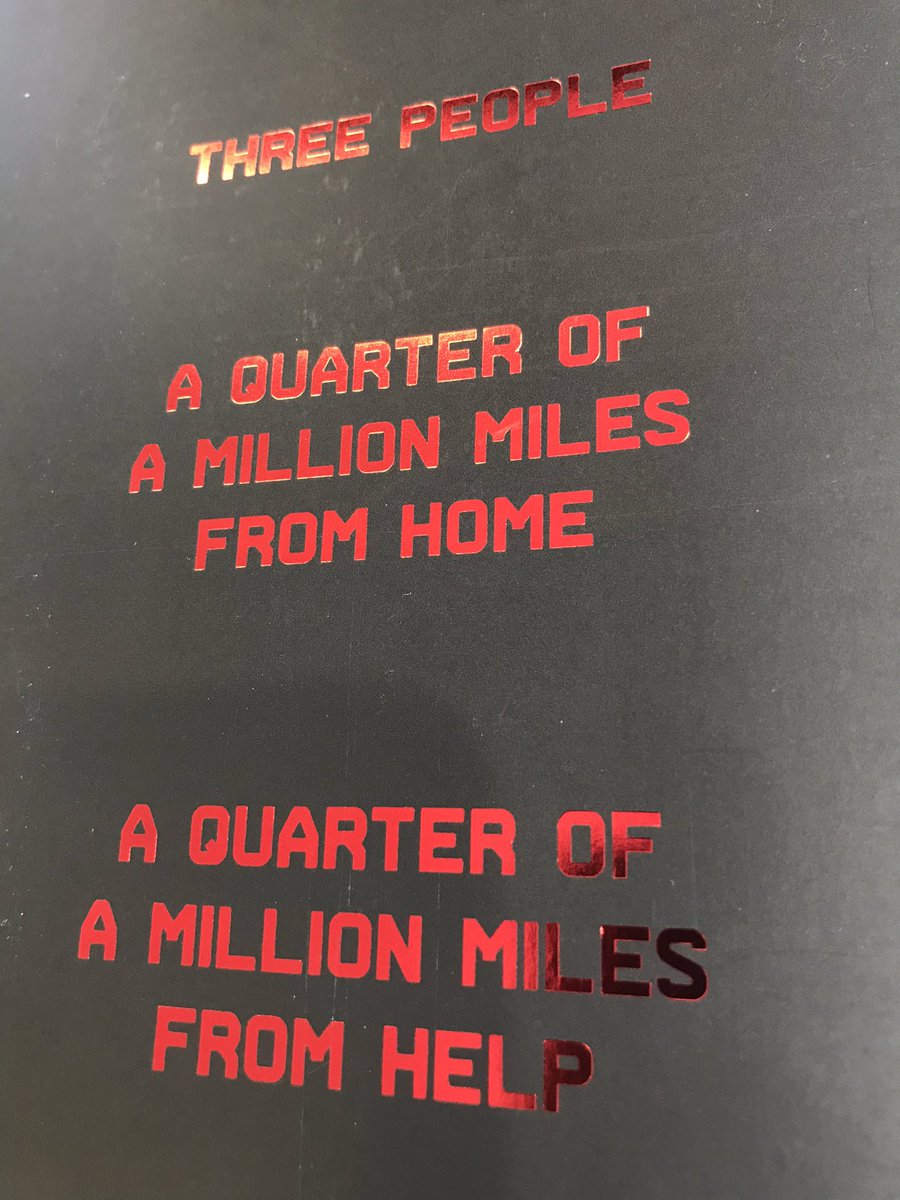 THREE PEOPLE
A QUARTER OF
A MILLION MILES
FROM HOME
A QUARTER OF
A MILLION MILES
FROM HELP